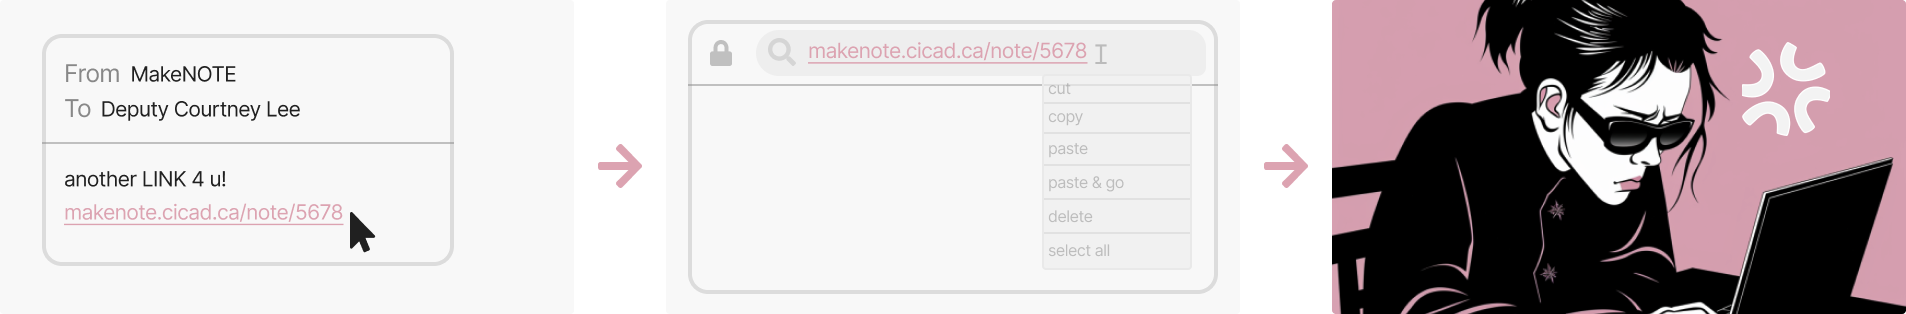 From MakeNOTE
To Deputy Courtney Lee
another LINK 4 u!
makenote.cicad.ca/note/5678
makenote.cicad.ca/note/5678
cut
copy
paste
paste & go
delete
select all